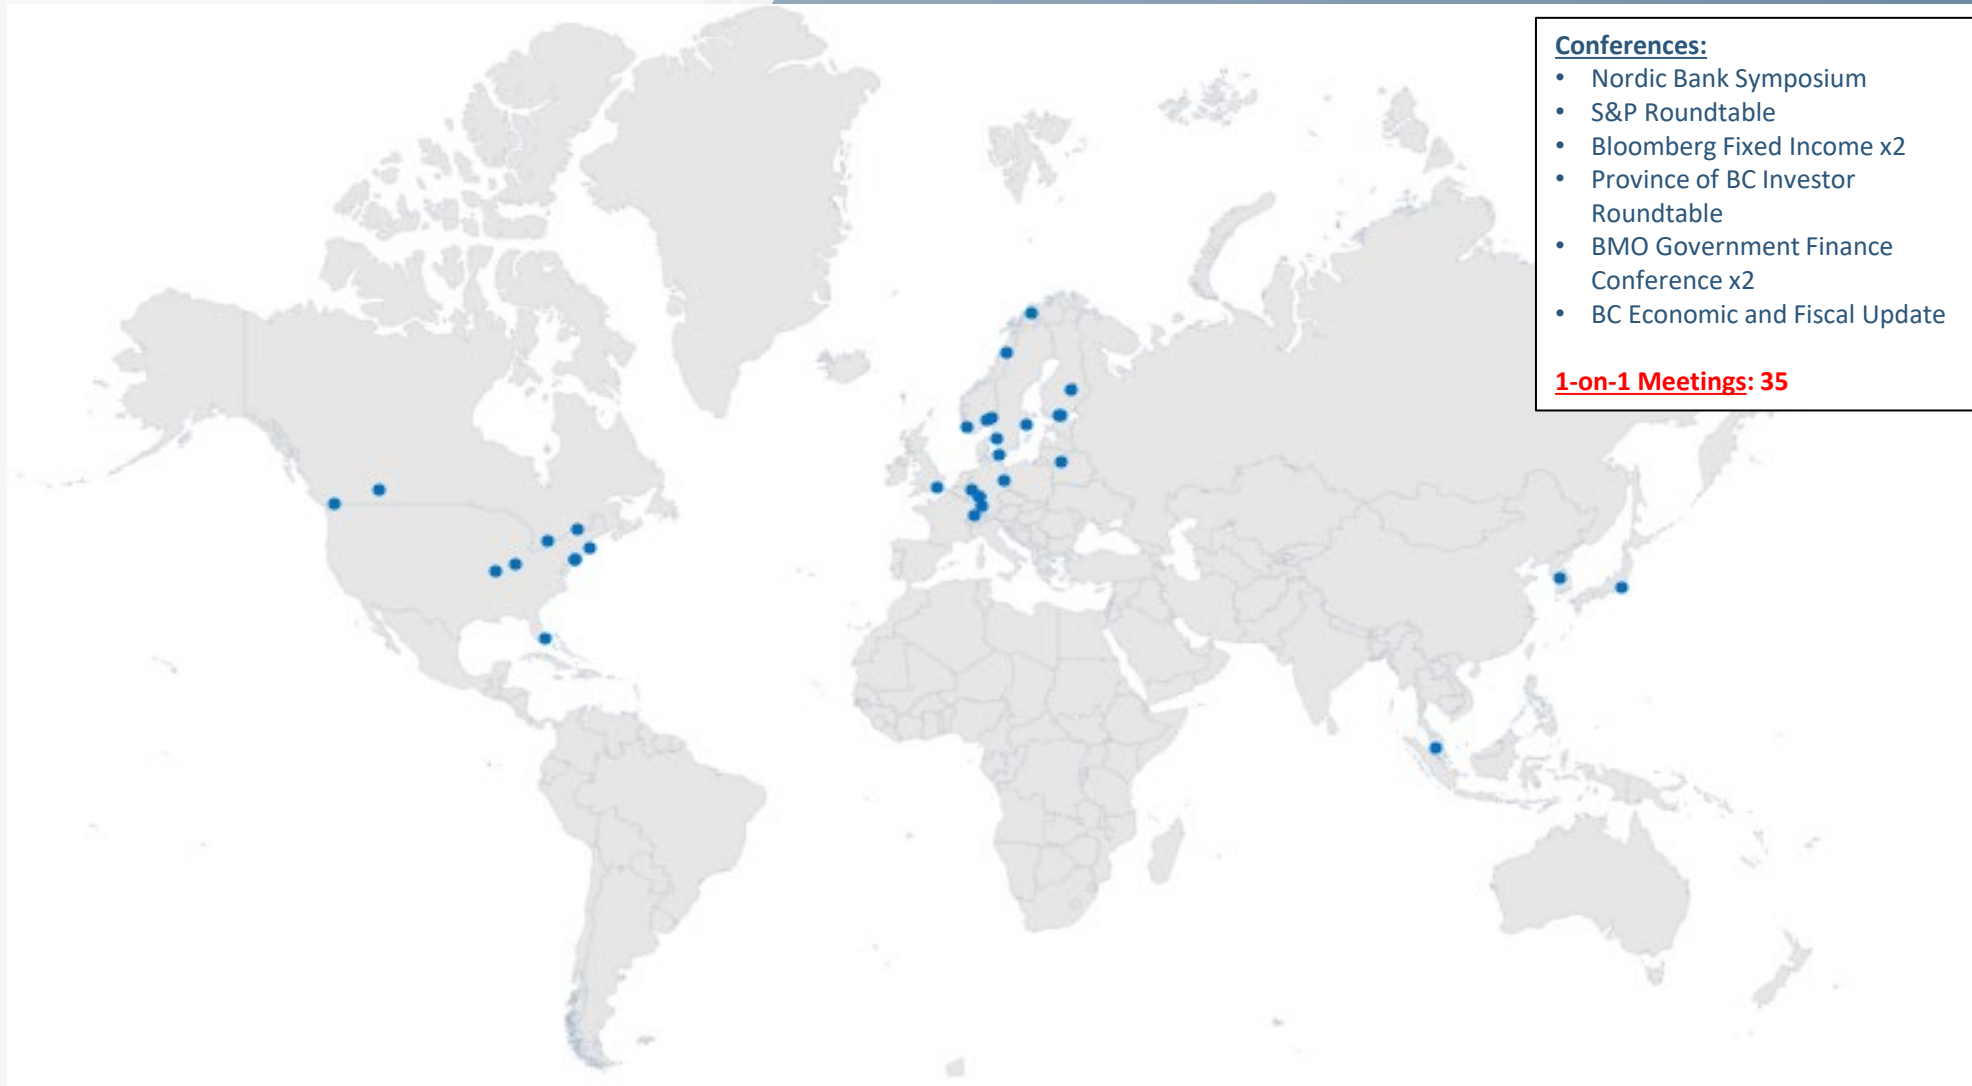 Conferences:
• Nordic Bank Symposium
• S&P Roundtable
• Bloomberg Fixed Income x2
• Province of BC Investor
Roundtable
• BMO Government Finance
Conference x2
• BC Economic and Fiscal Update
1-on-1 Meetings: 35